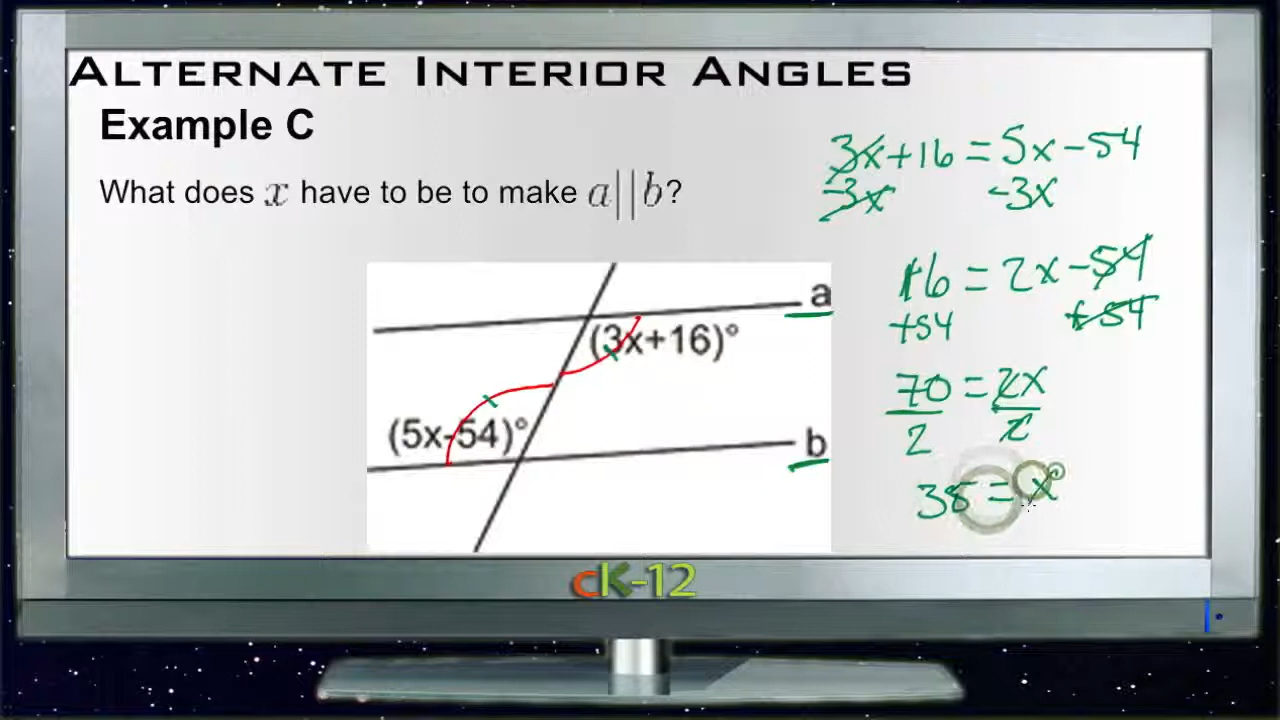 ALTERNATE INTERIOR ANGLES
Example C
What does x have to be to make a||b?
3x+16=5x-54
-3x -3x
16=2x-54
+54 +54
70=2x
2 2
35=x
a
(3x+16)°
(5x-54)°
b
cK-12